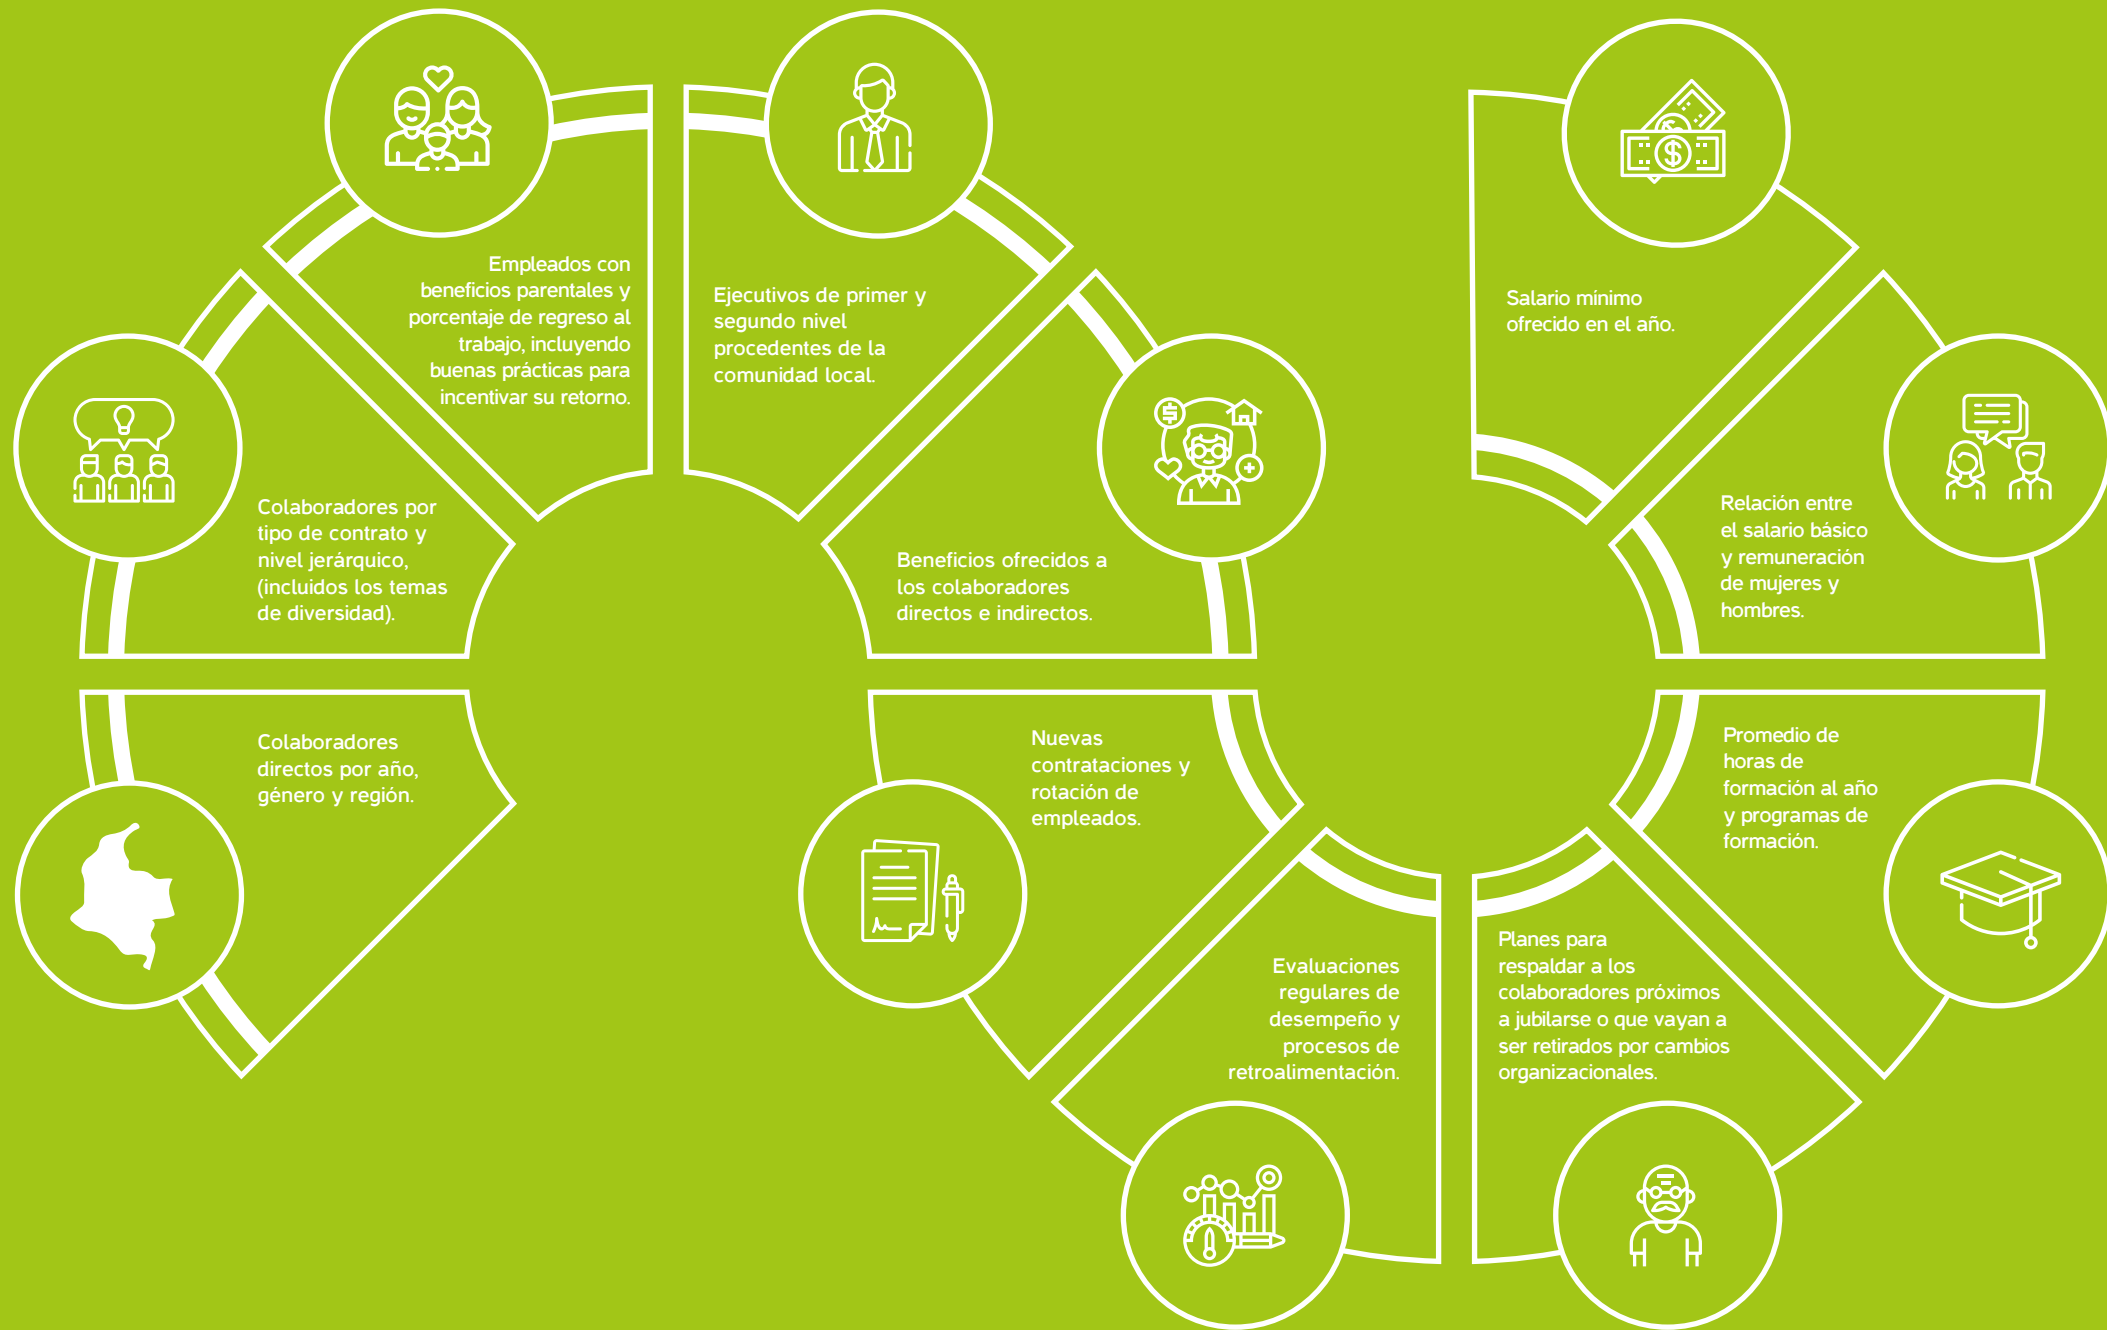 Colaboradores
directos por año,
género y región.
Colaboradores por
tipo de contrato y
nivel jerárquico,
(incluidos los temas
de diversidad).
Empleados con
beneficios parentales y
porcentaje de regreso al
trabajo, incluyendo
buenas prácticas para
incentivar su retorno.
Ejecutivos de primer y
segundo nivel
procedentes de la
comunidad local.
Beneficios ofrecidos a
los colaboradores
directos e indirectos.
Nuevas
contrataciones y
rotación de
empleados.
Evaluaciones
regulares de
desempeño y
procesos de
retroalimentación.
Planes para
respaldar a los
colaboradores próximos
a jubilarse o que vayan a
ser retirados por cambios
organizacionales.
Promedio de
horas de
formación al año
y programas de
formación.
Relación entre
el salario básico
y remuneración
de mujeres y
hombres.
Salario mínimo
ofrecido en el año.